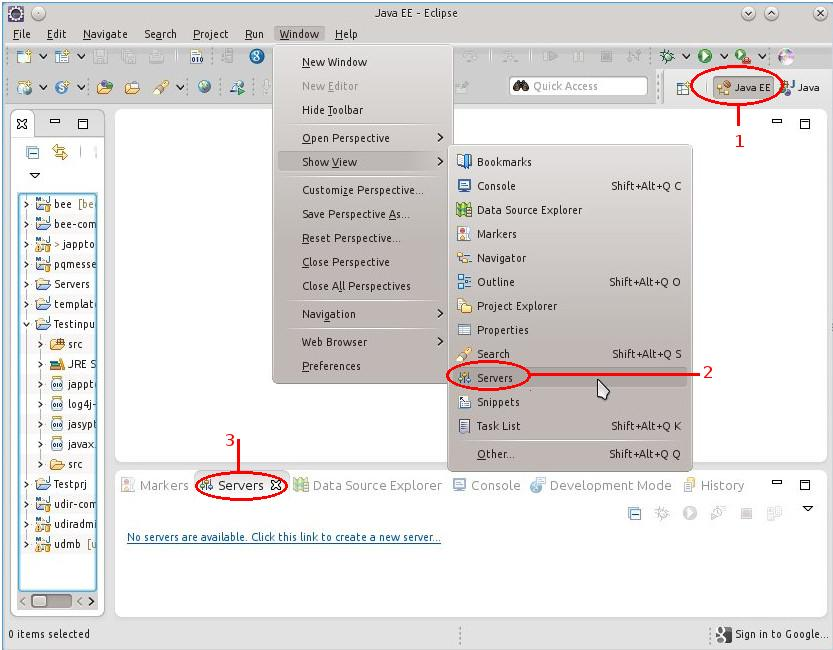 Java EE - Eclipse
File Edit Navigate Search Project Run Window Help
Quick Access
Java EE
Java
1
New Window
New Editor
Hide Toolbar
Open Perspective
Show View
Customize Perspective...
Save Perspective As...
Reset Perspective...
Close Perspective
Close All Perspectives
Navigation
Web Browser
Preferences
Bookmarks
Console Shift+Alt+Q C
Data Source Explorer
Markers
Navigator
Outline Shift+Alt+Q O
Project Explorer
Properties
Search Shift+Alt+Q S
Servers
2
Snippets
Task List Shift+Alt+Q K
Other... Shift+Alt+Q Q
bee [be
bee-com
> jappto
pqmesse
Servers
templat
Testinpu
src
JRE S
jappto
log4j-
jasypt
javax.
src
Testprj
udir-com
udiradmi
udmb [u
3
Markers Servers Data Source Explorer Console Development Mode History
No servers are available. Click this link to create a new server...
0 items selected
Sign in to Google...